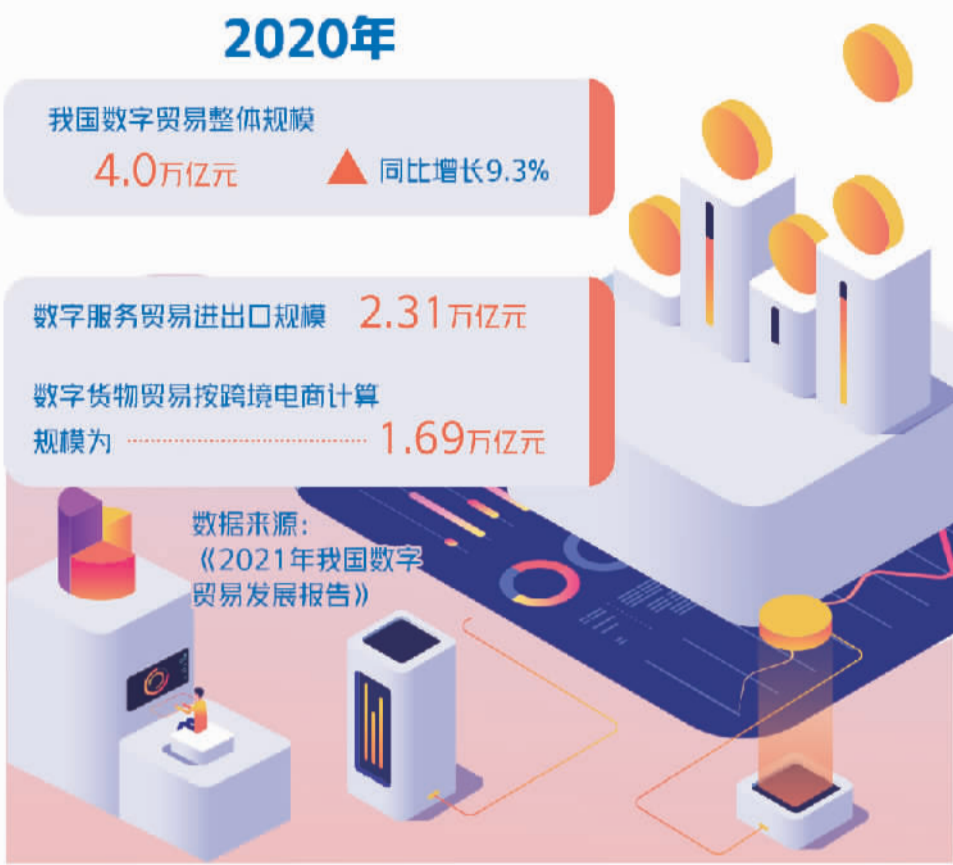 2020年
我国数字贸易整体规模
4.0万亿元 同比增长9.3%
数字服务贸易进出口规模 2.31万亿元
数字货物贸易按跨境电商计算
规模为 1.69万亿元
数据来源：
《2021年我国数字
贸易发展报告》